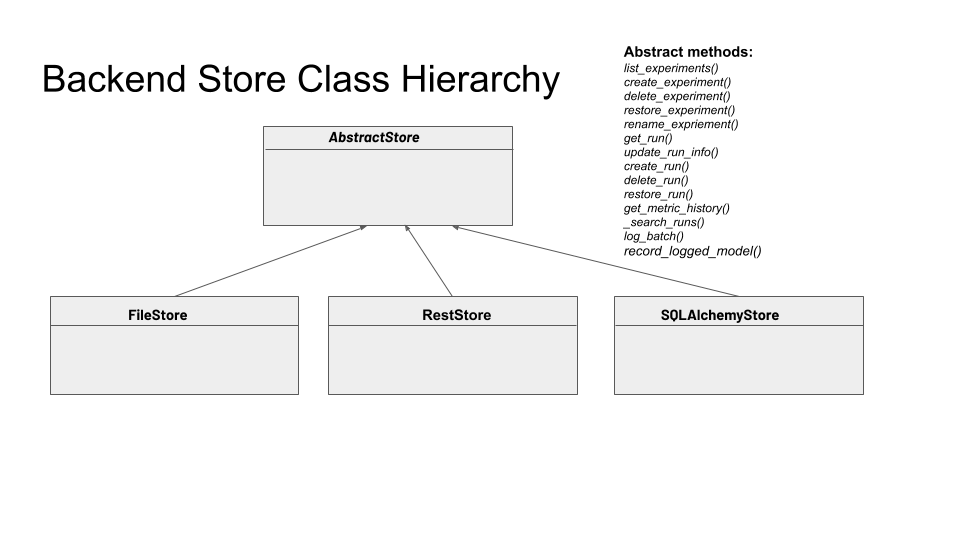 Backend Store Class Hierarchy
Abstract methods:
list_experiments()
create_experiment()
delete_experiment()
restore_experiment()
rename_expriement()
get_run()
update_run_info()
create_run()
delete_run()
restore_run()
get_metric_history()
_search_runs()
log_batch()
record_logged_model()
AbstractStore
FileStore
RestStore
SQLAlchemyStore